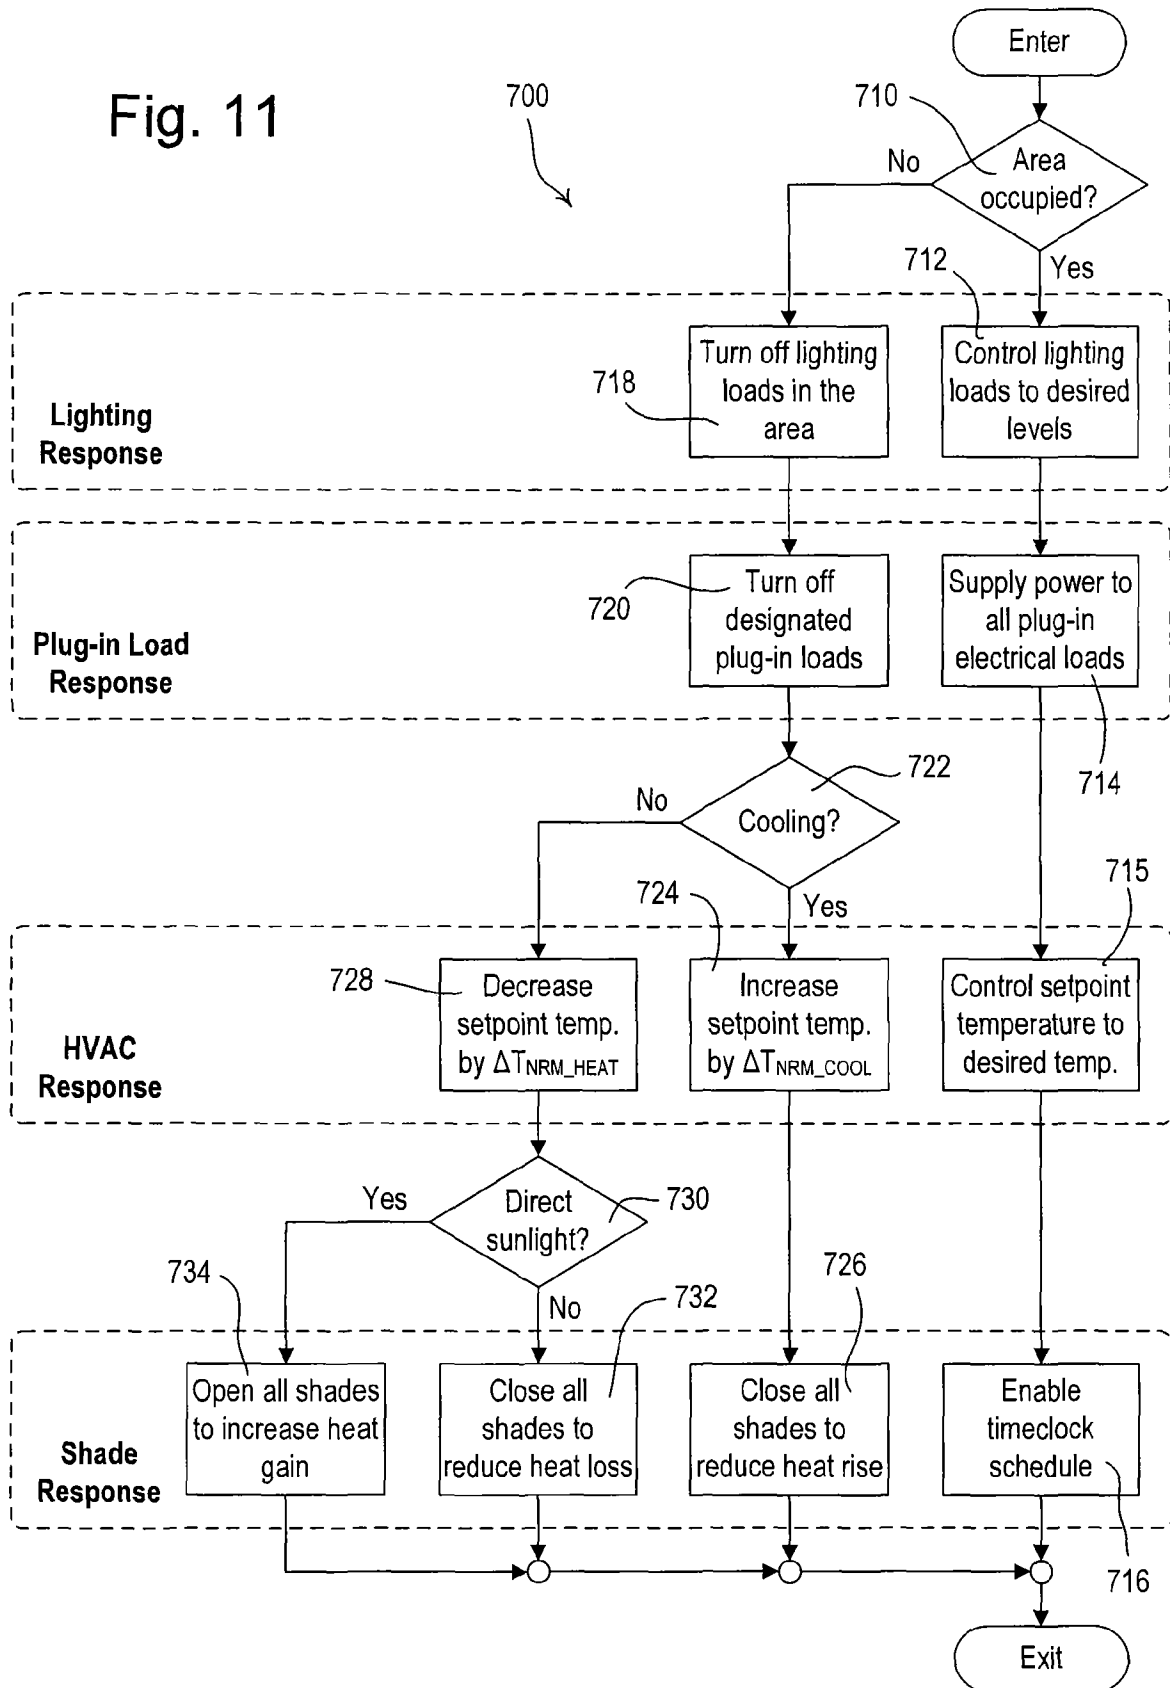 Enter
Fig. 11
700
710
Area
occupied?
No
Yes
712
Lighting
Response
718
Turn off lighting
loads in the
area
Control lighting
loads to desired
levels
Plug-in Load
Response
720
Turn off
designated
plug-in loads
Supply power to
all plug-in
electrical loads
714
722
Cooling?
No
Yes
724
715
HVAC
Response
728
Decrease
setpoint temp.
by ΔTNRM_HEAT
Increase
setpoint temp.
by ΔTNRM_COOL
Control setpoint
temperature to
desired temp.
730
Direct
sunlight?
Yes
No
734
732
726
Shade
Response
Open all shades
to increase heat
gain
Close all
shades to
reduce heat loss
Close all
shades to
reduce heat rise
Enable
timeclock
schedule
716
Exit